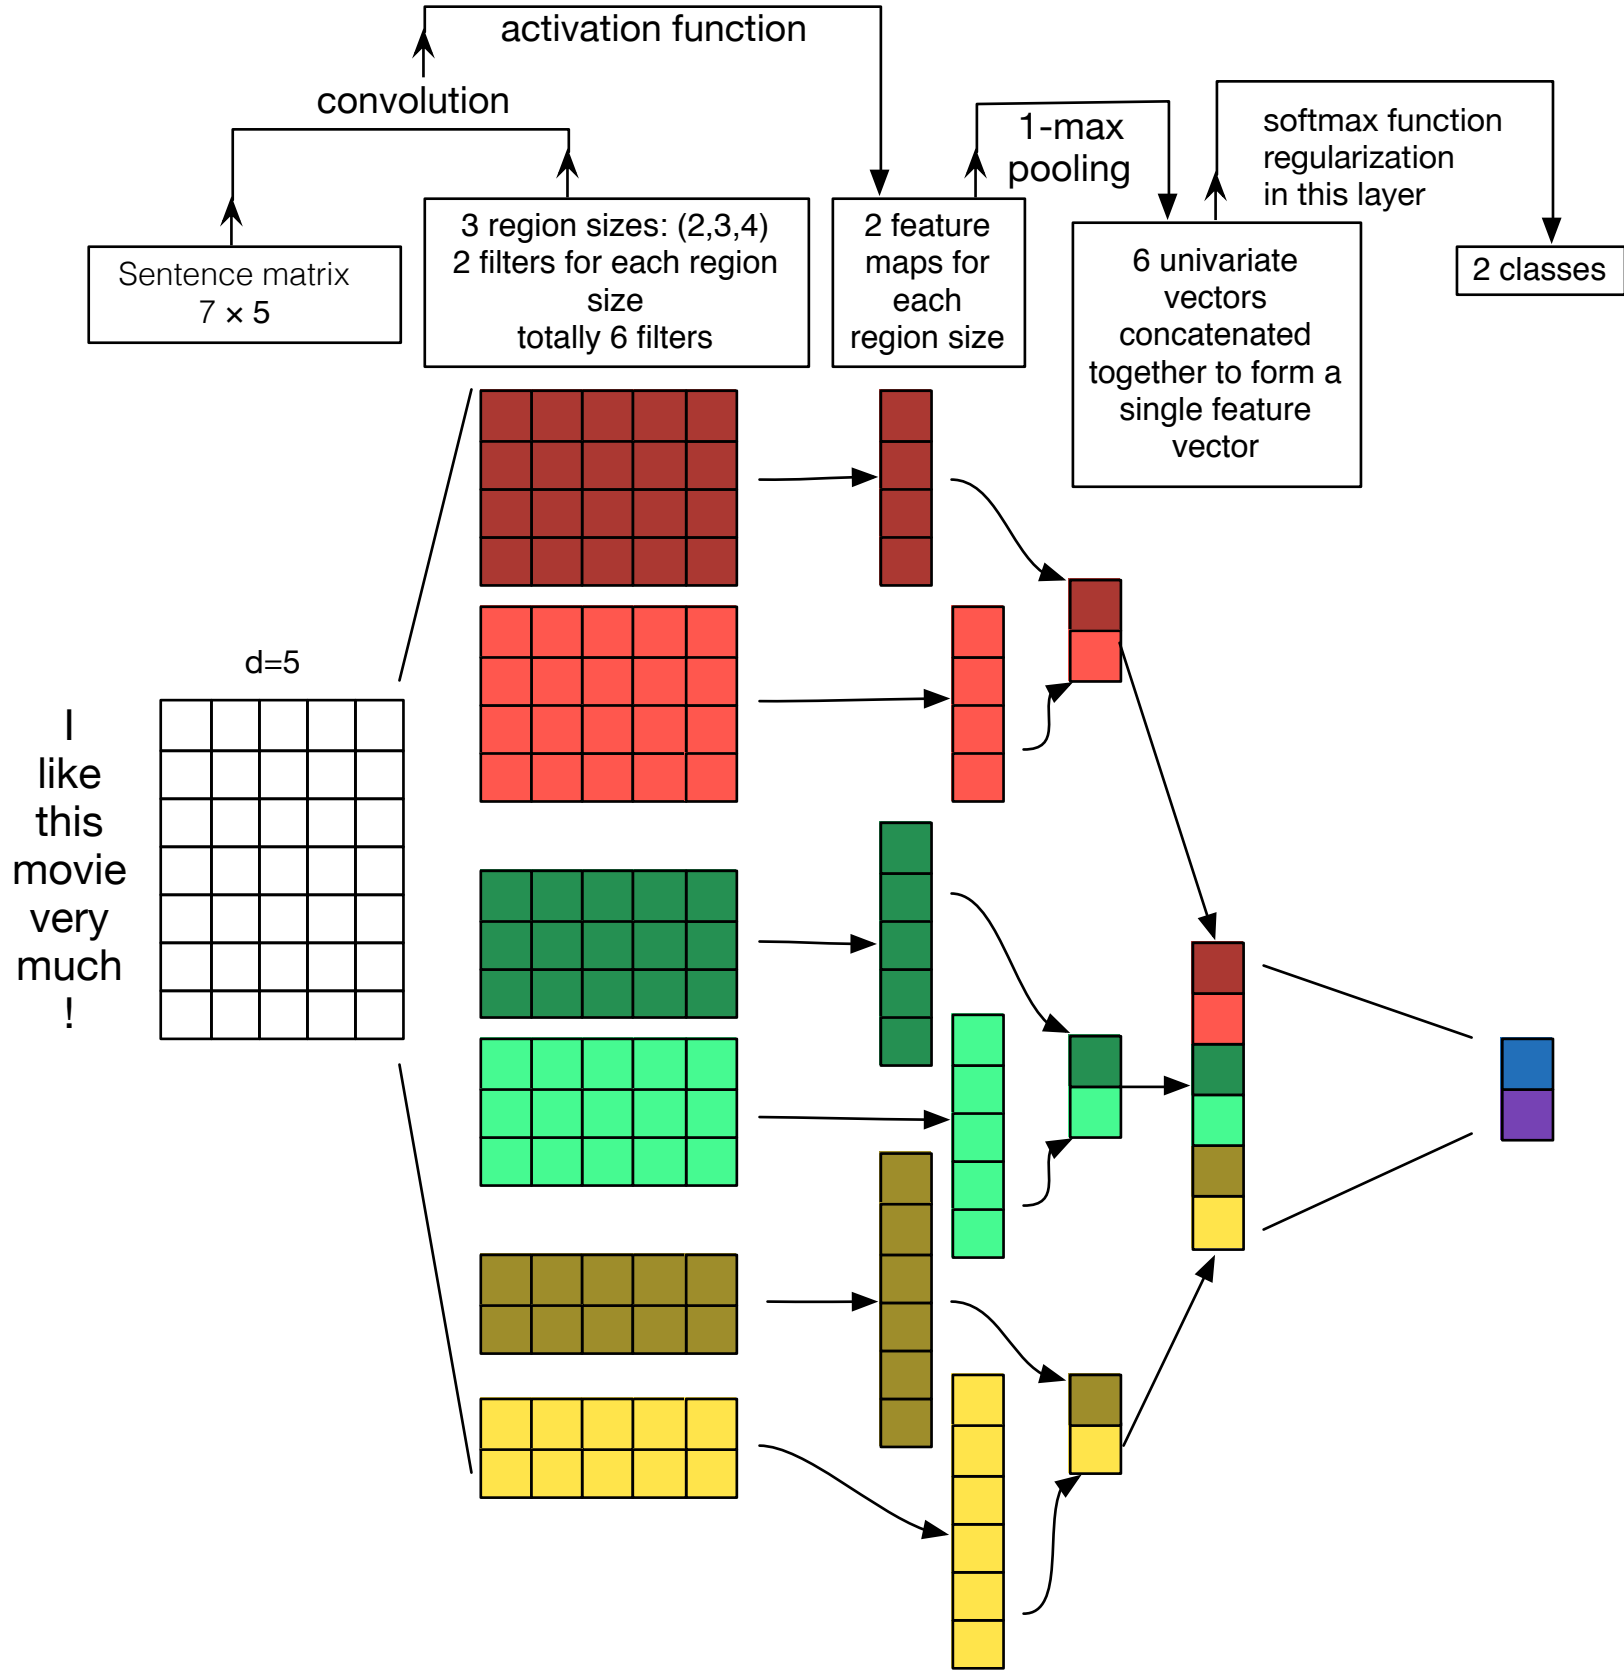 activation function
convolution
1-max
pooling
softmax function
regularization
in this layer
Sentence matrix
7 × 5
3 region sizes: (2,3,4)
2 filters for each region
size
totally 6 filters
2 feature
maps for
each
region size
6 univariate
vectors
concatenated
together to form a
single feature
vector
2 classes
d=5
I
like
this
movie
very
much
!